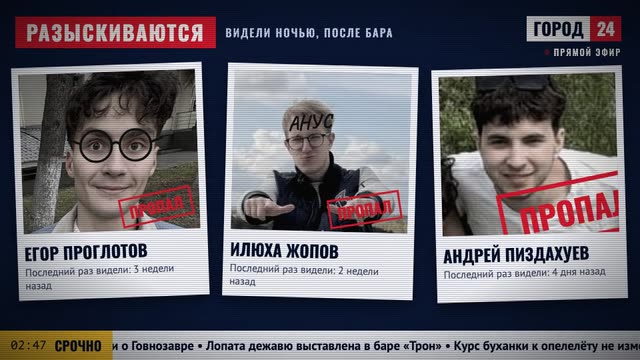 РАЗЫСКИВАЮТСЯ
ВИДЕЛИ НОЧЬЮ, ПОСЛЕ БАРА
ГОРОД 24
ПРЯМОЙ ЭФИР
АНУС
ПРОПАЛ
ПРОПАЛ
ПРОПАЛ
ЕГОР ПРОГЛОТОВ
Последний раз видели: 3 недели
назад
ИЛЮХА ЖОПОВ
Последний раз видели: 2 недели
назад
АНДРЕЙ ПИЗДАХУЕВ
Последний раз видели: 4 дня назад
02:47 СРОЧНО и о Говнозавре • Лопата дежавю выставлена в баре «Трон» • Курс буханки к опелелёту не изм